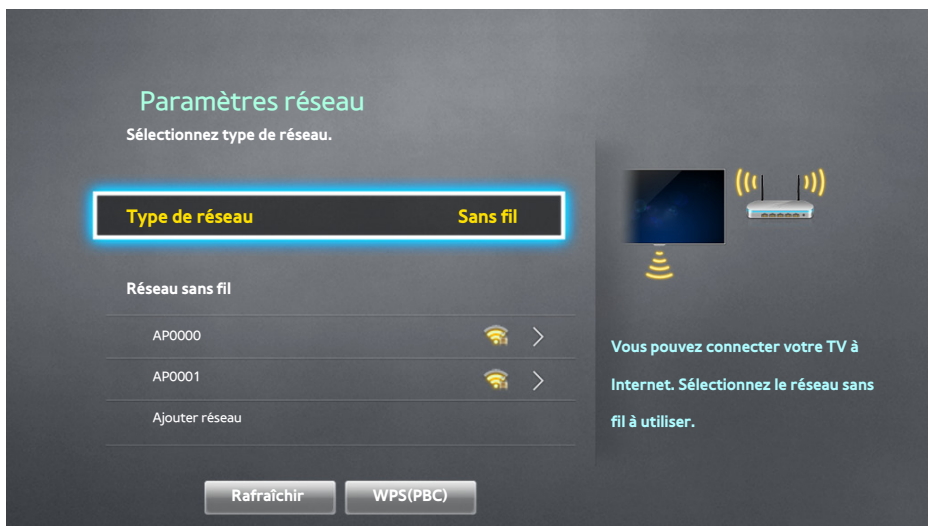 Paramètres réseau
Sélectionnez type de réseau.
Type de réseau Sans fil
Réseau sans fil
AP0000
AP0001
Ajouter réseau
Rafraîchir WPS(PBC)
Vous pouvez connecter votre TV à
Internet. Sélectionnez le réseau sans
fil à utiliser.